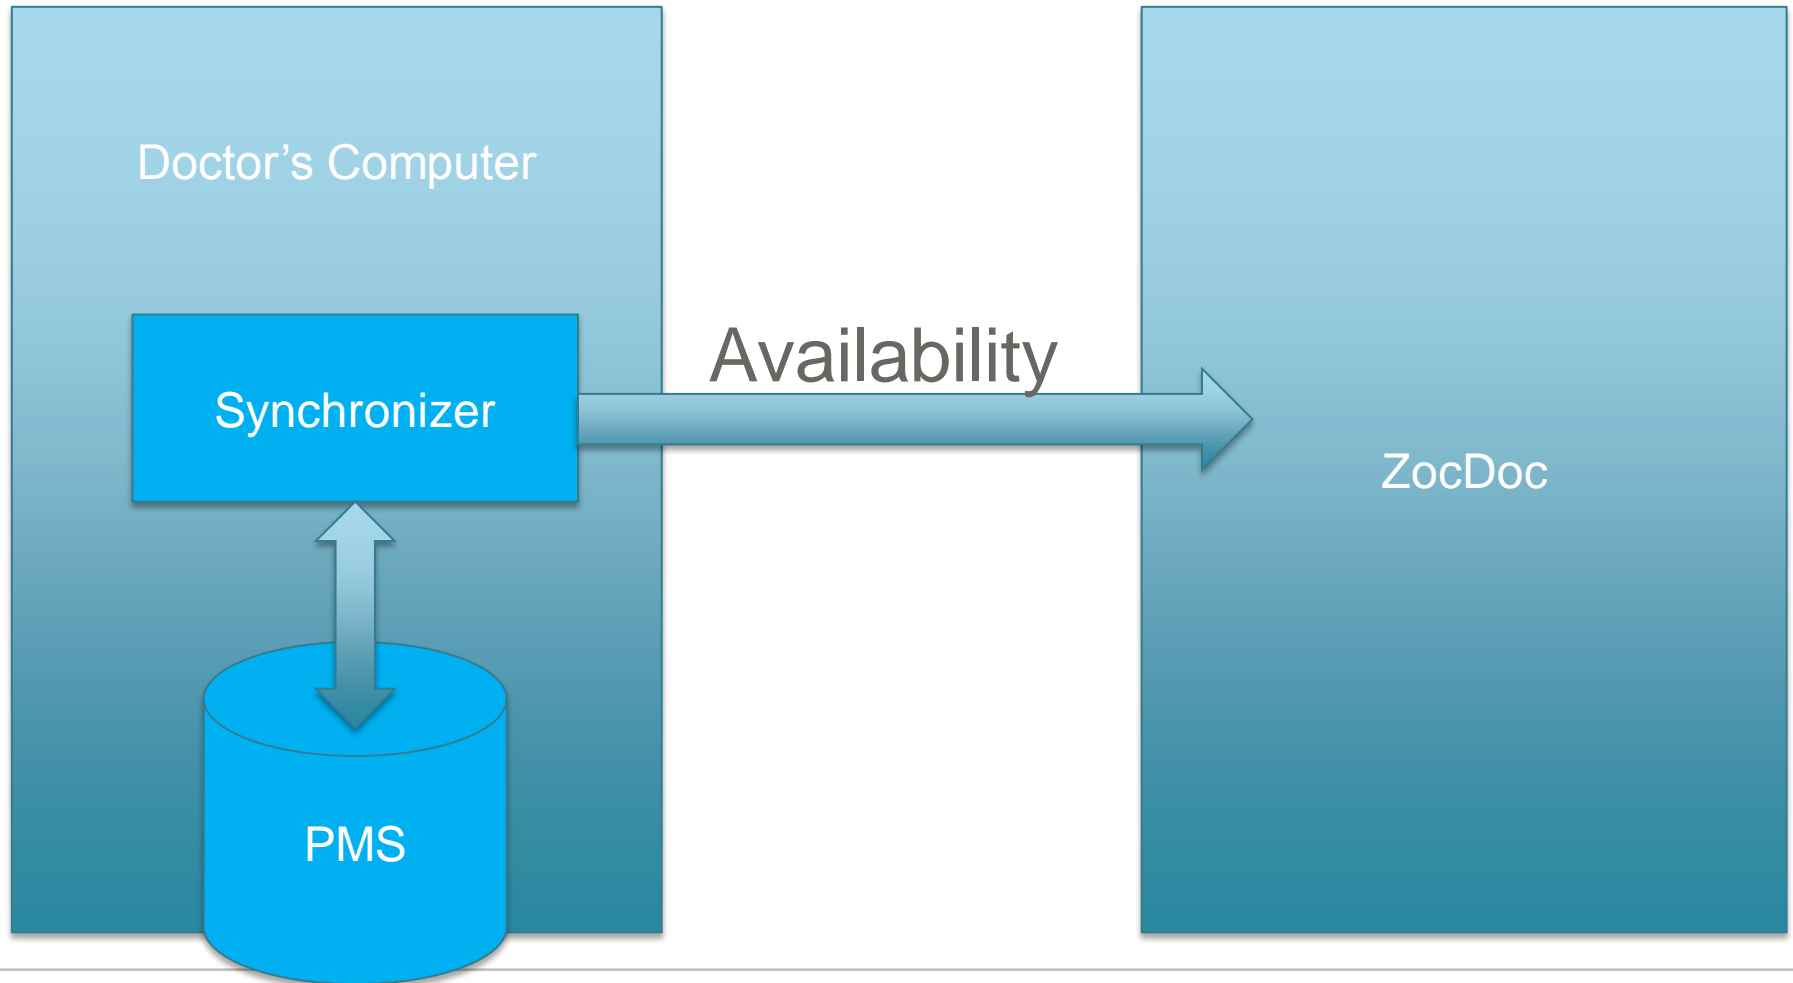 Doctor’s Computer
Availability
Synchronizer
ZocDoc
PMS